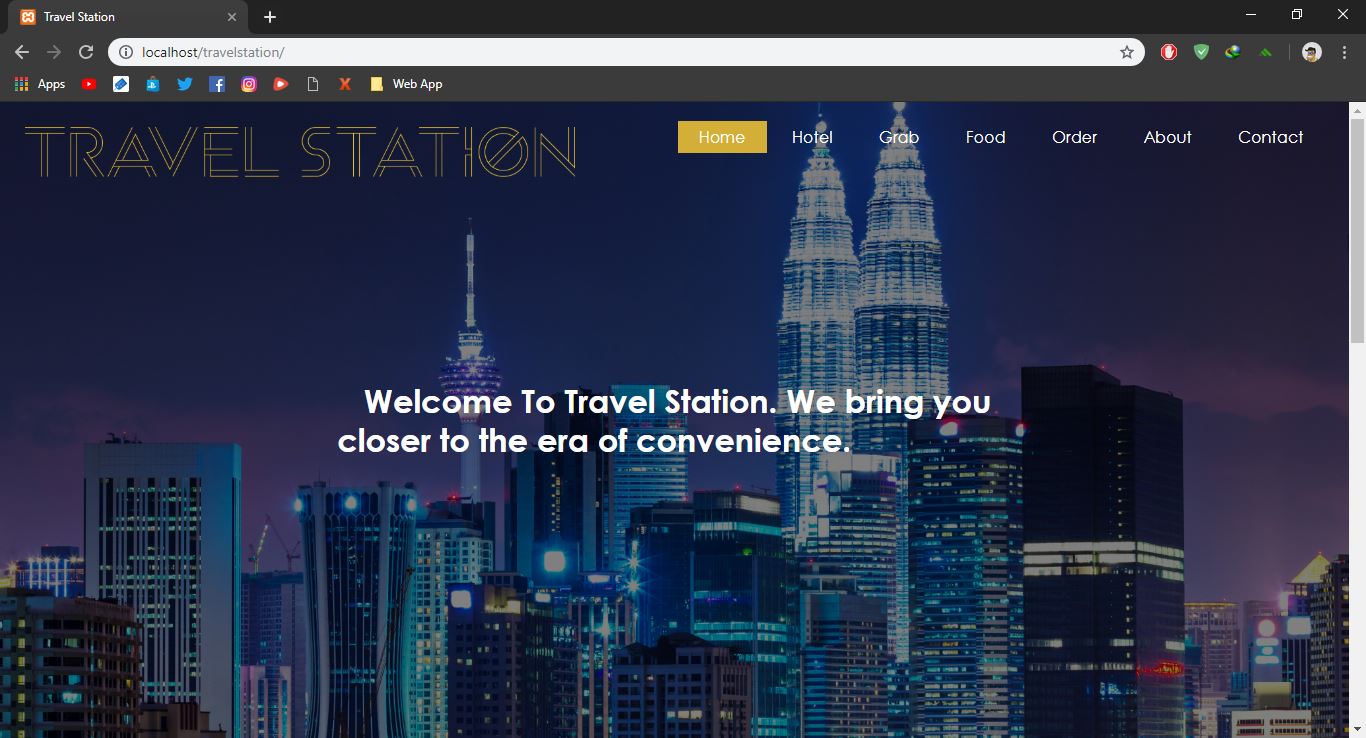 Travel Station
localhost/travelstation/
Apps
Web App
TRAVEL STATION
Home Hotel Grab Food Order About Contact
Welcome To Travel Station. We bring you
closer to the era of convenience.